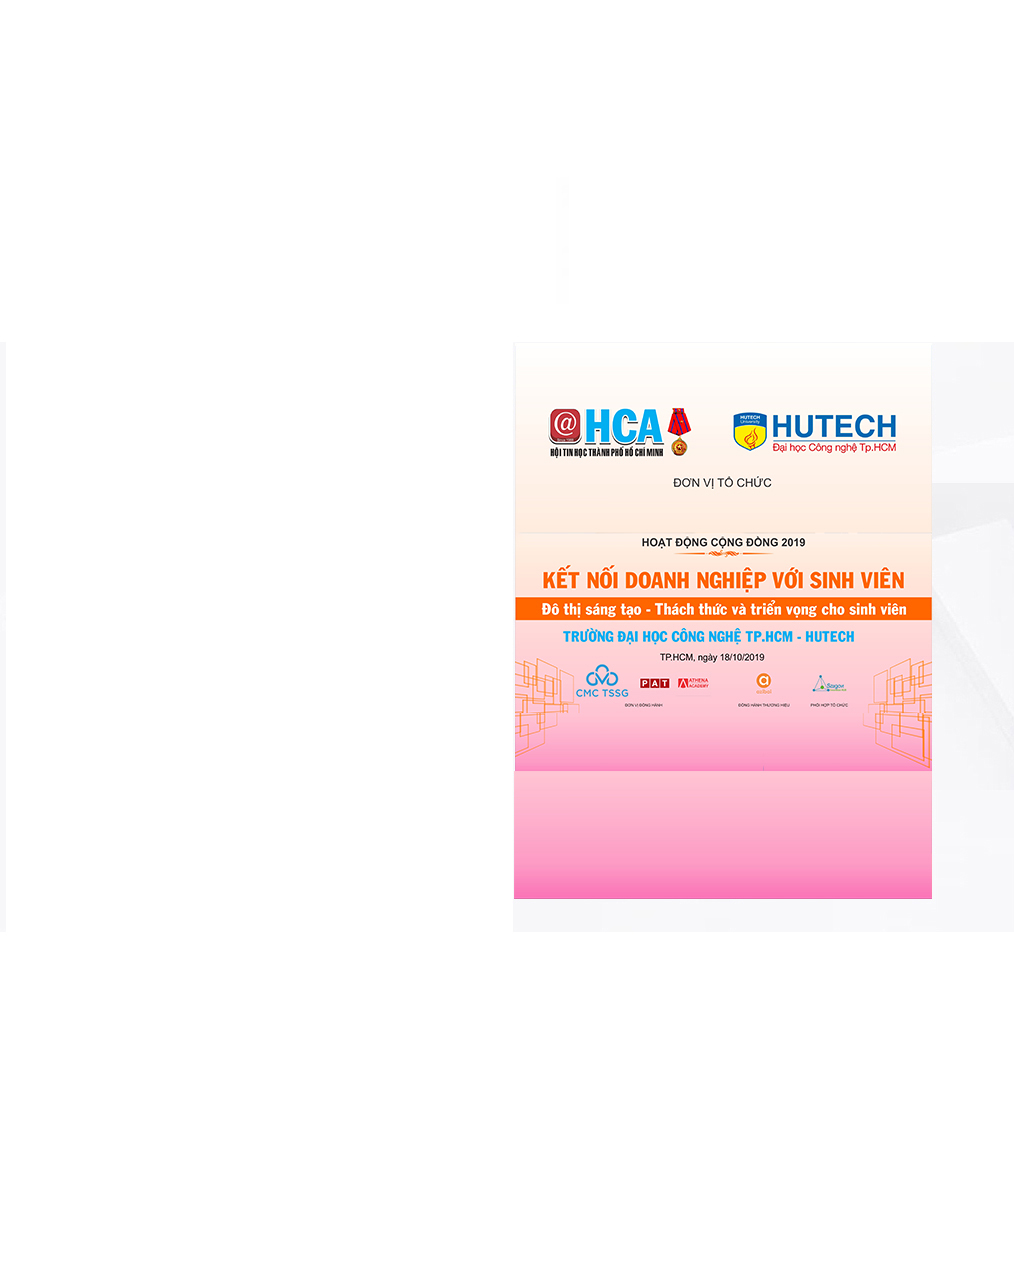 @HCA
HỘI TIN HỌC THÀNH PHỐ HỒ CHÍ MINH
HUTECH
University
HUTECH
Đại học Công nghệ Tp.HCM
ĐƠN VỊ TỔ CHỨC
HOẠT ĐỘNG CỘNG ĐỒNG 2019
KẾT NỐI DOANH NGHIỆP VỚI SINH VIÊN
Đô thị sáng tạo - Thách thức và triển vọng cho sinh viên
TRƯỜNG ĐẠI HỌC CÔNG NGHỆ TP.HCM - HUTECH
TP.HCM, ngày 18/10/2019
CMC TSSG
PAT
ATHENA
ACADEMY
Saigon
ĐƠN VỊ ĐỒNG HÀNH
ĐỒNG HÀNH THƯƠNG HIỆU
PHỐI HỢP TỔ CHỨC